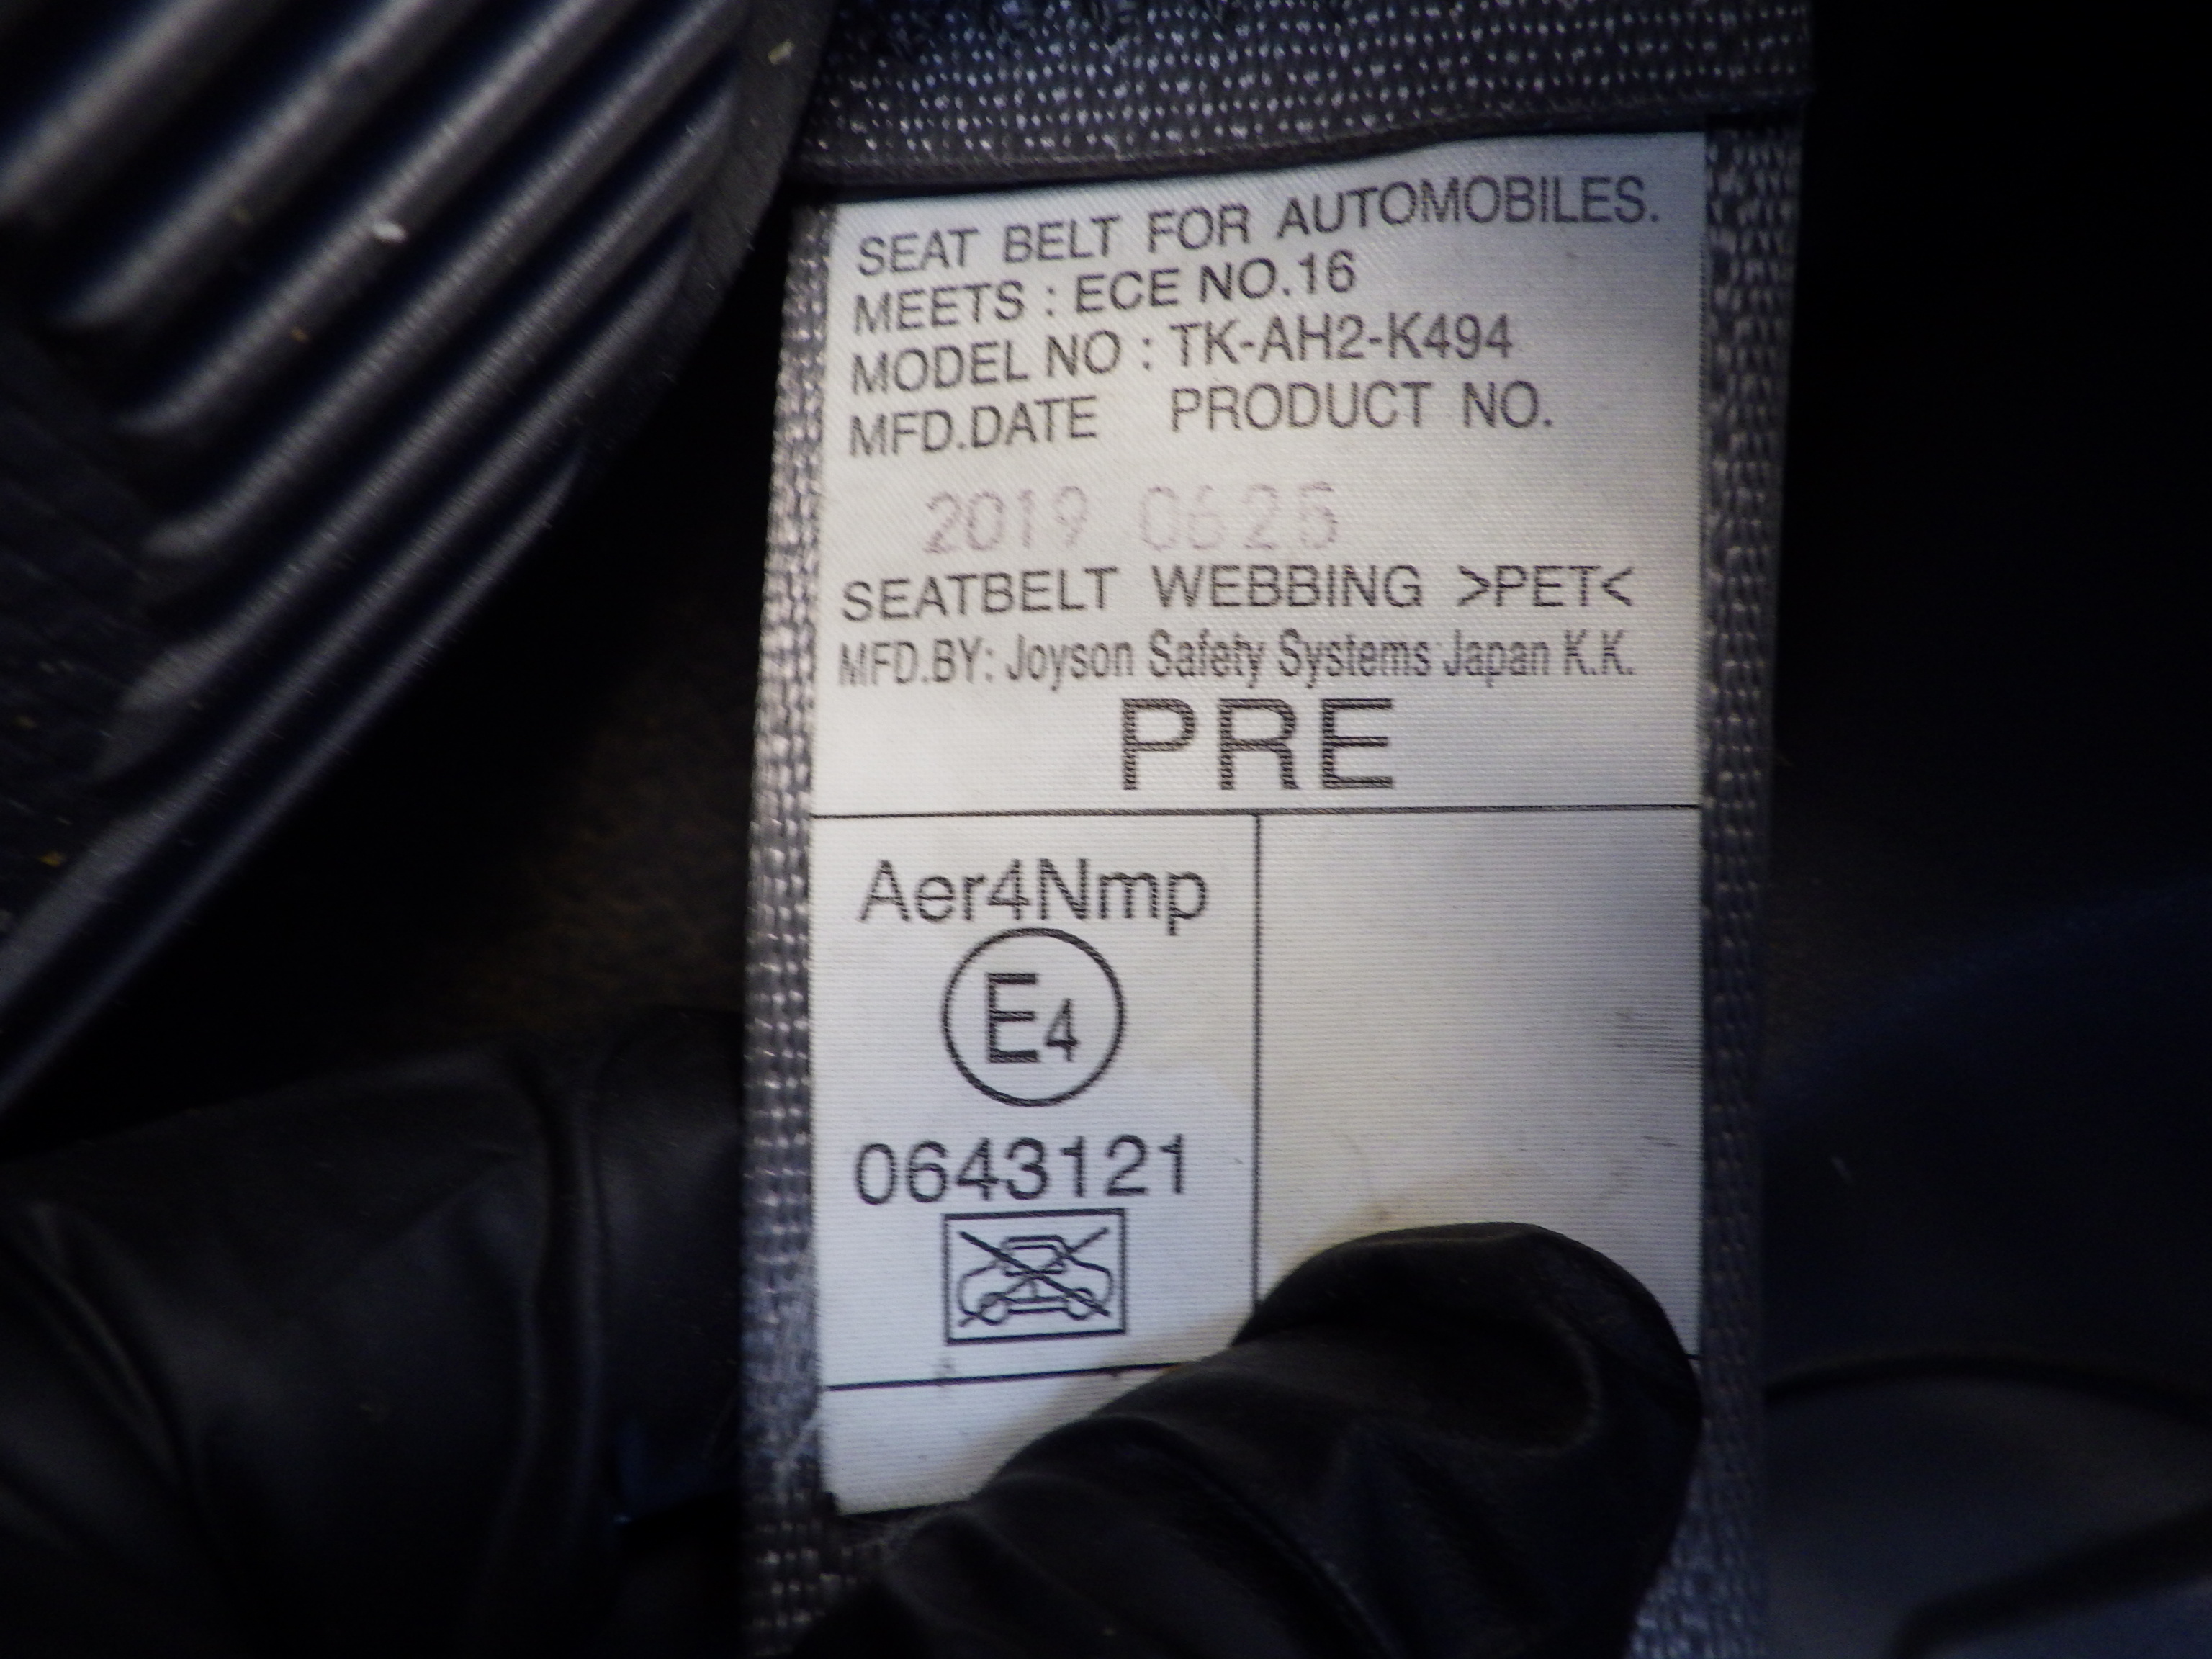 SEAT BELT FOR AUTOMOBILES.
MEETS : ECE NO.16
MODEL NO : TK-AH2-K494
MFD.DATE PRODUCT NO.
2019 0625
SEATBELT WEBBING >PET<
MFD.BY: Joyson Safety Systems Japan K.K.
PRE
Aer4Nmp
E4
0643121